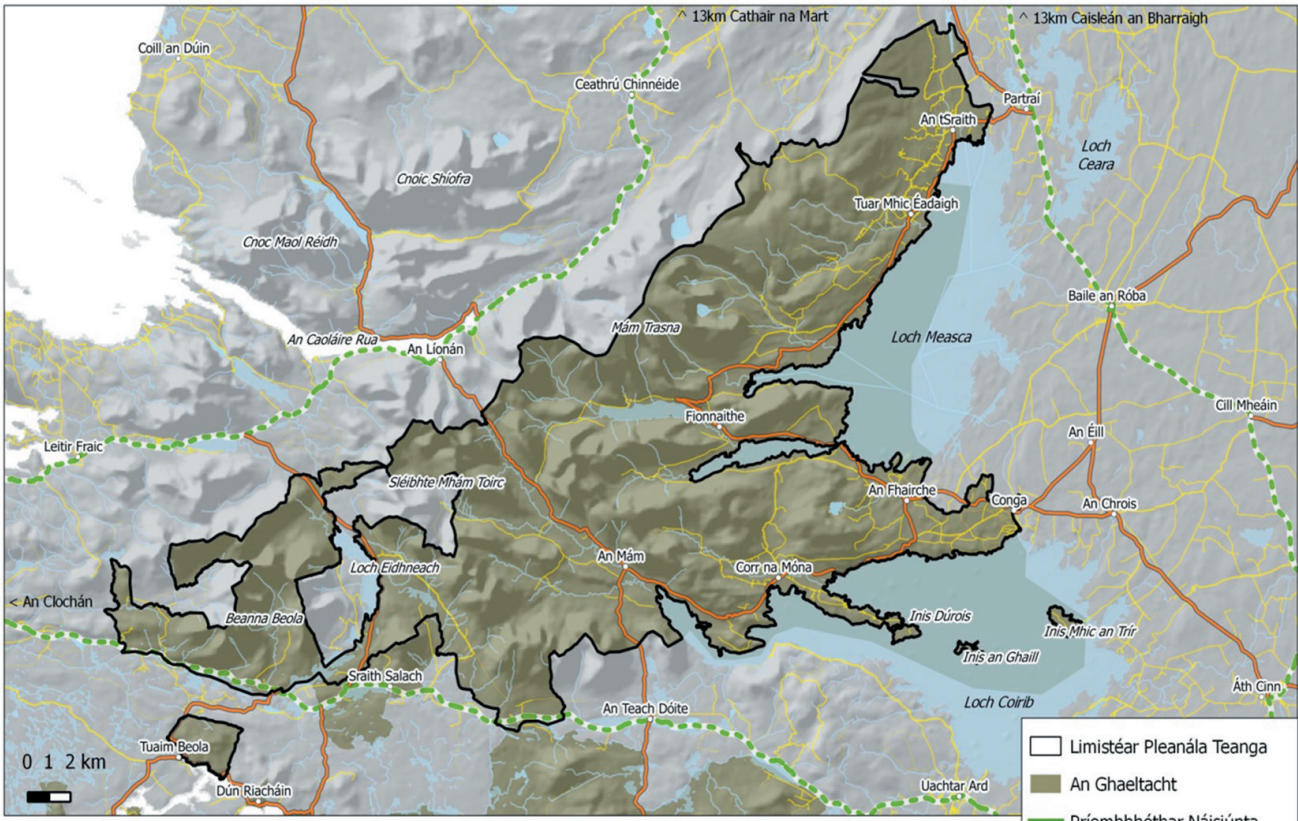 ^ 13km Cathair na Mart
^ 13km Caisleán an Bharraigh
Coill an Dúin
Ceathrú Chinnéide
Partraí
An tSraith
Loch
Ceara
Cnoic Shíofra
Tuar Mhic Éadaigh
Cnoc Maol Réidh
Baile an Róba
Mám Trasna
An Caoláire Rua
Loch Measca
An Líonán
Cill Mheáin
Fionnaithe
An Éill
Leitir Fraic
Sléibhte Mhám Toirc
An Fhairche
Conga
An Chrois
An Mám
Loch Eidhneach
Corr na Móna
< An Clochán
Beanna Beola
Inis Dúrois
Inis Mhic an Trír
Inis an Ghaill
Sraith Salach
Áth Cinn
Loch Coirib
An Teach Dóite
Tuaim Beola
0 1 2 km
Dún Riacháin
Uachtar Ard
Limistéar Pleanála Teanga
An Ghaeltacht
Príomhbhóthar Náisiúnta